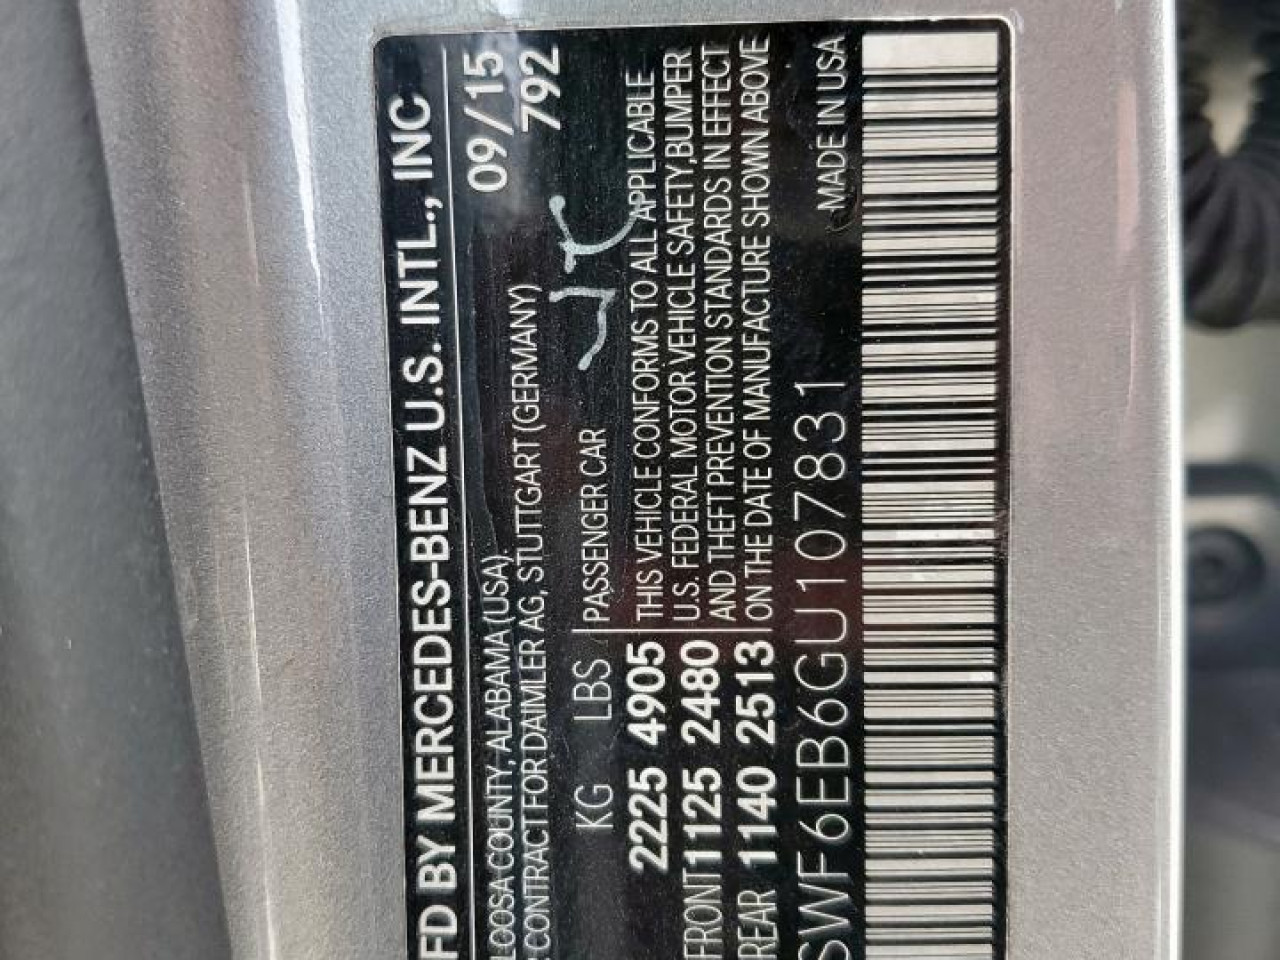 FD BY MERCEDES-BENZ U.S. INTL., INC
LOOSA COUNTY, ALABAMA (USA). 09/15
CONTRACT FOR DAIMLER AG, STUTTGART (GERMANY) 792
KG LBS PASSENGER CAR
2225 4905 THIS VEHICLE CONFORMS TO ALL APPLICABLE
FRONT 1125 2480 U.S. FEDERAL MOTOR VEHICLE SAFETY, BUMPER
REAR 1140 2513 AND THEFT PREVENTION STANDARDS IN EFFECT
ON THE DATE OF MANUFACTURE SHOWN ABOVE
SWF6EB6GU107831 MADE IN USA